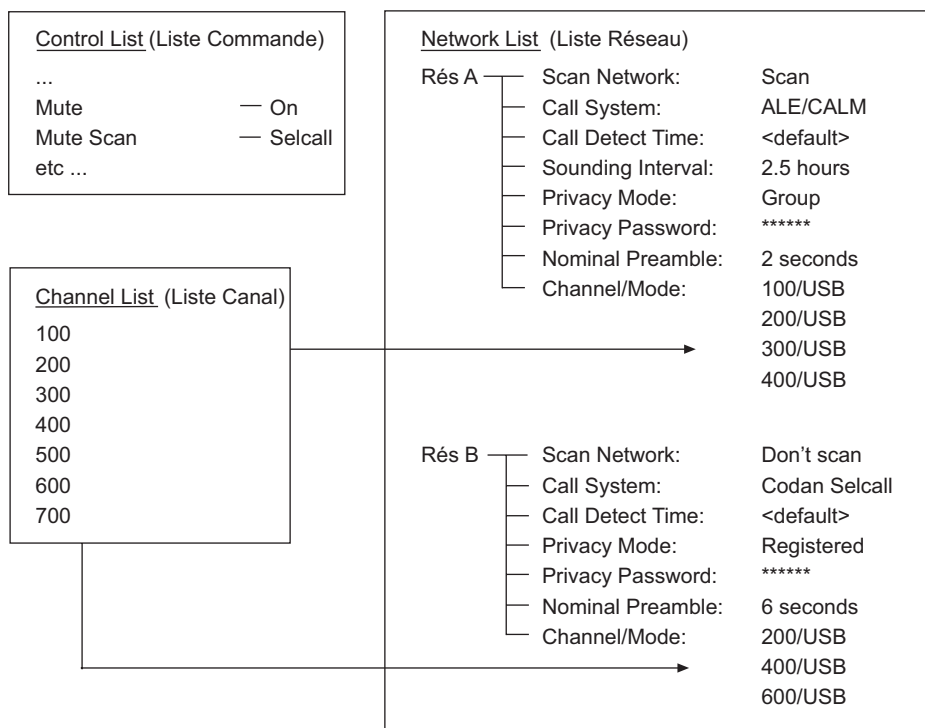 Control List (Liste Commande)
...
Mute — On
Mute Scan — Selcall
etc ...
Channel List (Liste Canal)
100
200
300
400
500
600
700
Network List (Liste Réseau)
Rés A Scan Network: Scan
Call System: ALE/CALM
Call Detect Time: <default>
Sounding Interval: 2.5 hours
Privacy Mode: Group
Privacy Password: ******
Nominal Preamble: 2 seconds
Channel/Mode: 100/USB
200/USB
300/USB
400/USB
Rés B Scan Network: Don't scan
Call System: Codan Selcall
Call Detect Time: <default>
Privacy Mode: Registered
Privacy Password: ******
Nominal Preamble: 6 seconds
Channel/Mode: 200/USB
400/USB
600/USB